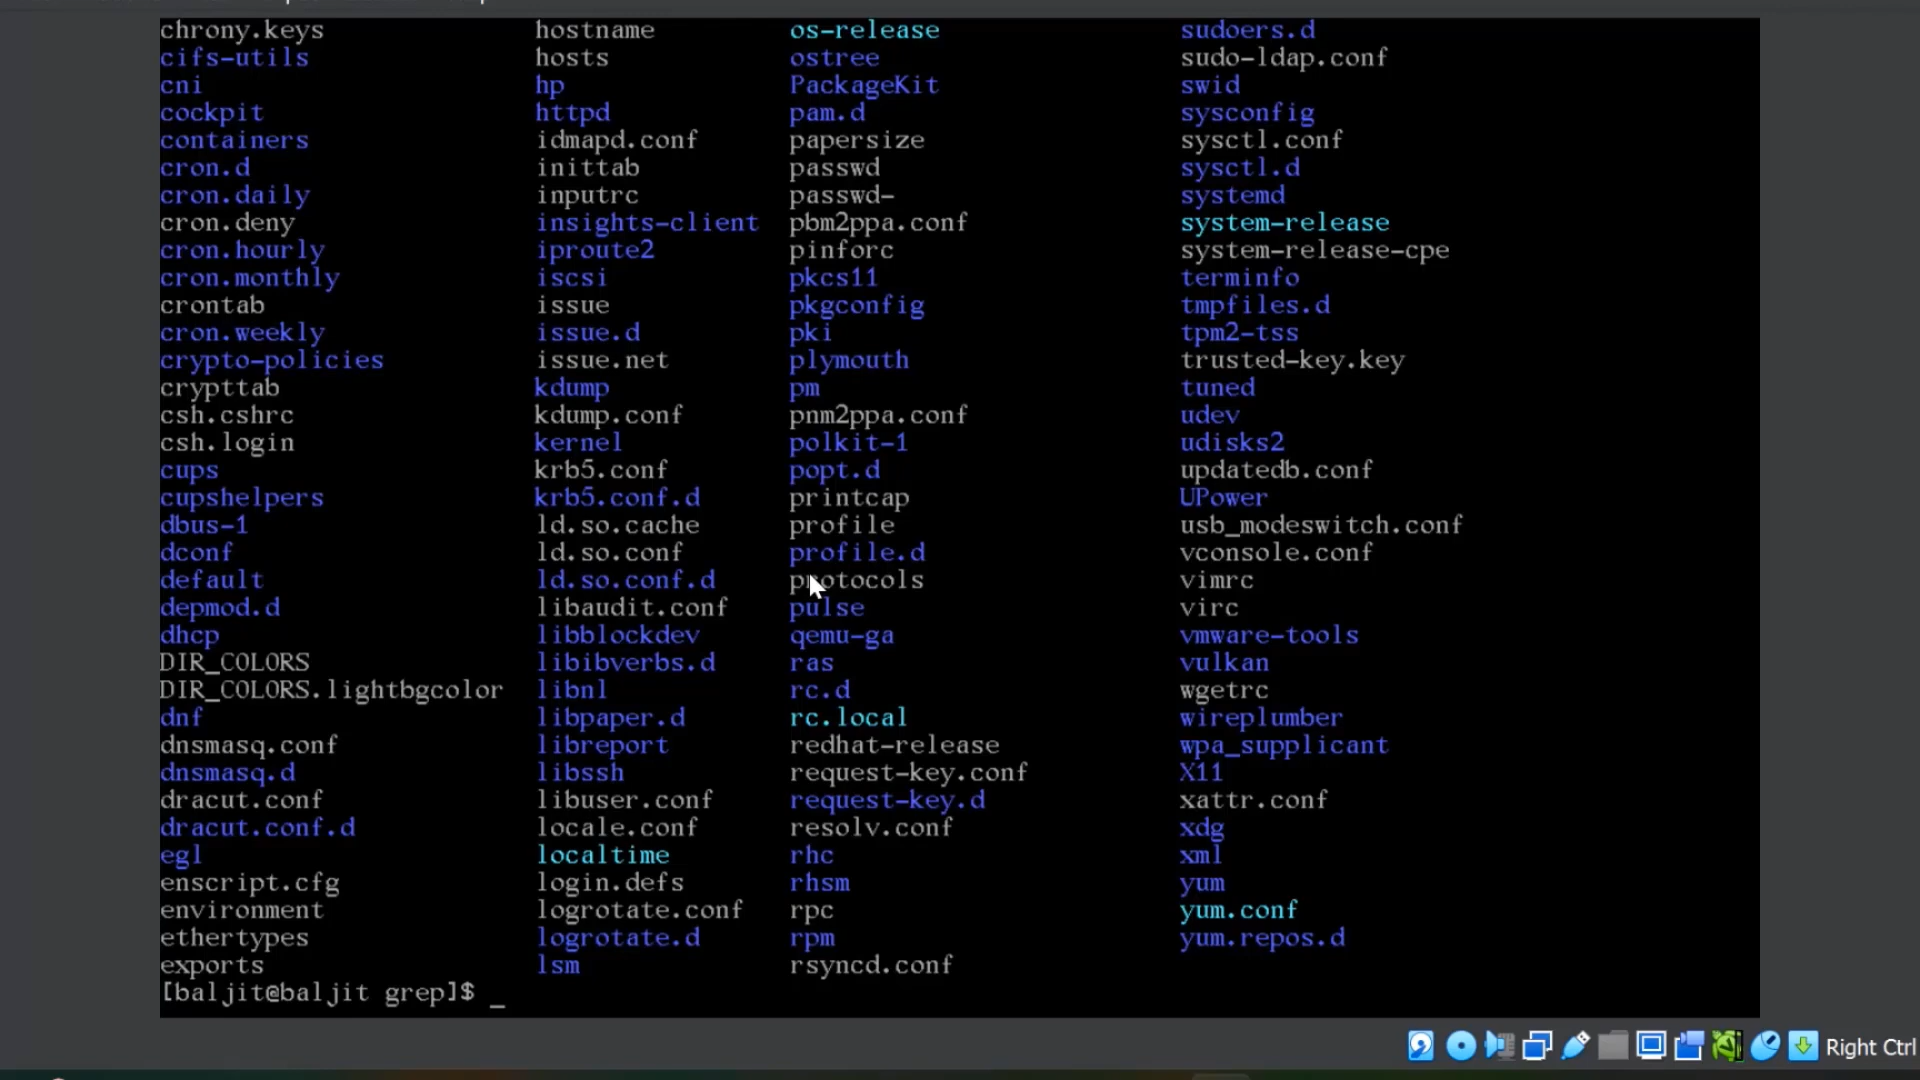 chrony.keys hostname os-release sudoers.d
cifs-utils hosts ostree sudo-ldap.conf
cni hp PackageKit swid
cockpit httpd pam.d sysconfig
containers idmapd.conf papersize sysctl.conf
cron.d inittab passwd sysctl.d
cron.daily inputrc passwd- systemd
cron.deny insights-client pbm2ppa.conf system-release
cron.hourly iproute2 pinforc system-release-cpe
cron.monthly iscsi pkcs11 terminfo
crontab issue pkgconfig tmpfiles.d
cron.weekly issue.d pki tpm2-tss
crypto-policies issue.net plymouth trusted-key.key
crypttab kdump pm tuned
csh.cshrc kdump.conf pnm2ppa.conf udev
csh.login kernel polkit-1 udisks2
cups krb5.conf popt.d updatedb.conf
cupshelpers krb5.conf.d printcap UPower
dbus-1 ld.so.cache profile usb_modeswitch.conf
dconf ld.so.conf profile.d vconsole.conf
default ld.so.conf.d protocols vimrc
depmod.d libaudit.conf pulse virc
dhcp libblockdev qemu-ga vmware-tools
DIR_COLORS libibverbs.d ras vulkan
DIR_COLORS.lightbgcolor libnl rc.d wgetrc
dnf libpaper.d rc.local wireplumber
dnsmasq.conf libreport redhat-release wpa_supplicant
dnsmasq.d libssh request-key.conf X11
dracut.conf libuser.conf request-key.d xattr.conf
dracut.conf.d locale.conf resolv.conf xdg
egl localtime rhc xml
enscript.cfg login.defs rhsm yum
environment logrotate.conf rpc yum.conf
ethertypes logrotate.d rpm yum.repos.d
exports lsm rsyncd.conf
[baljit@baljit grep]$ _
Right Ctrl